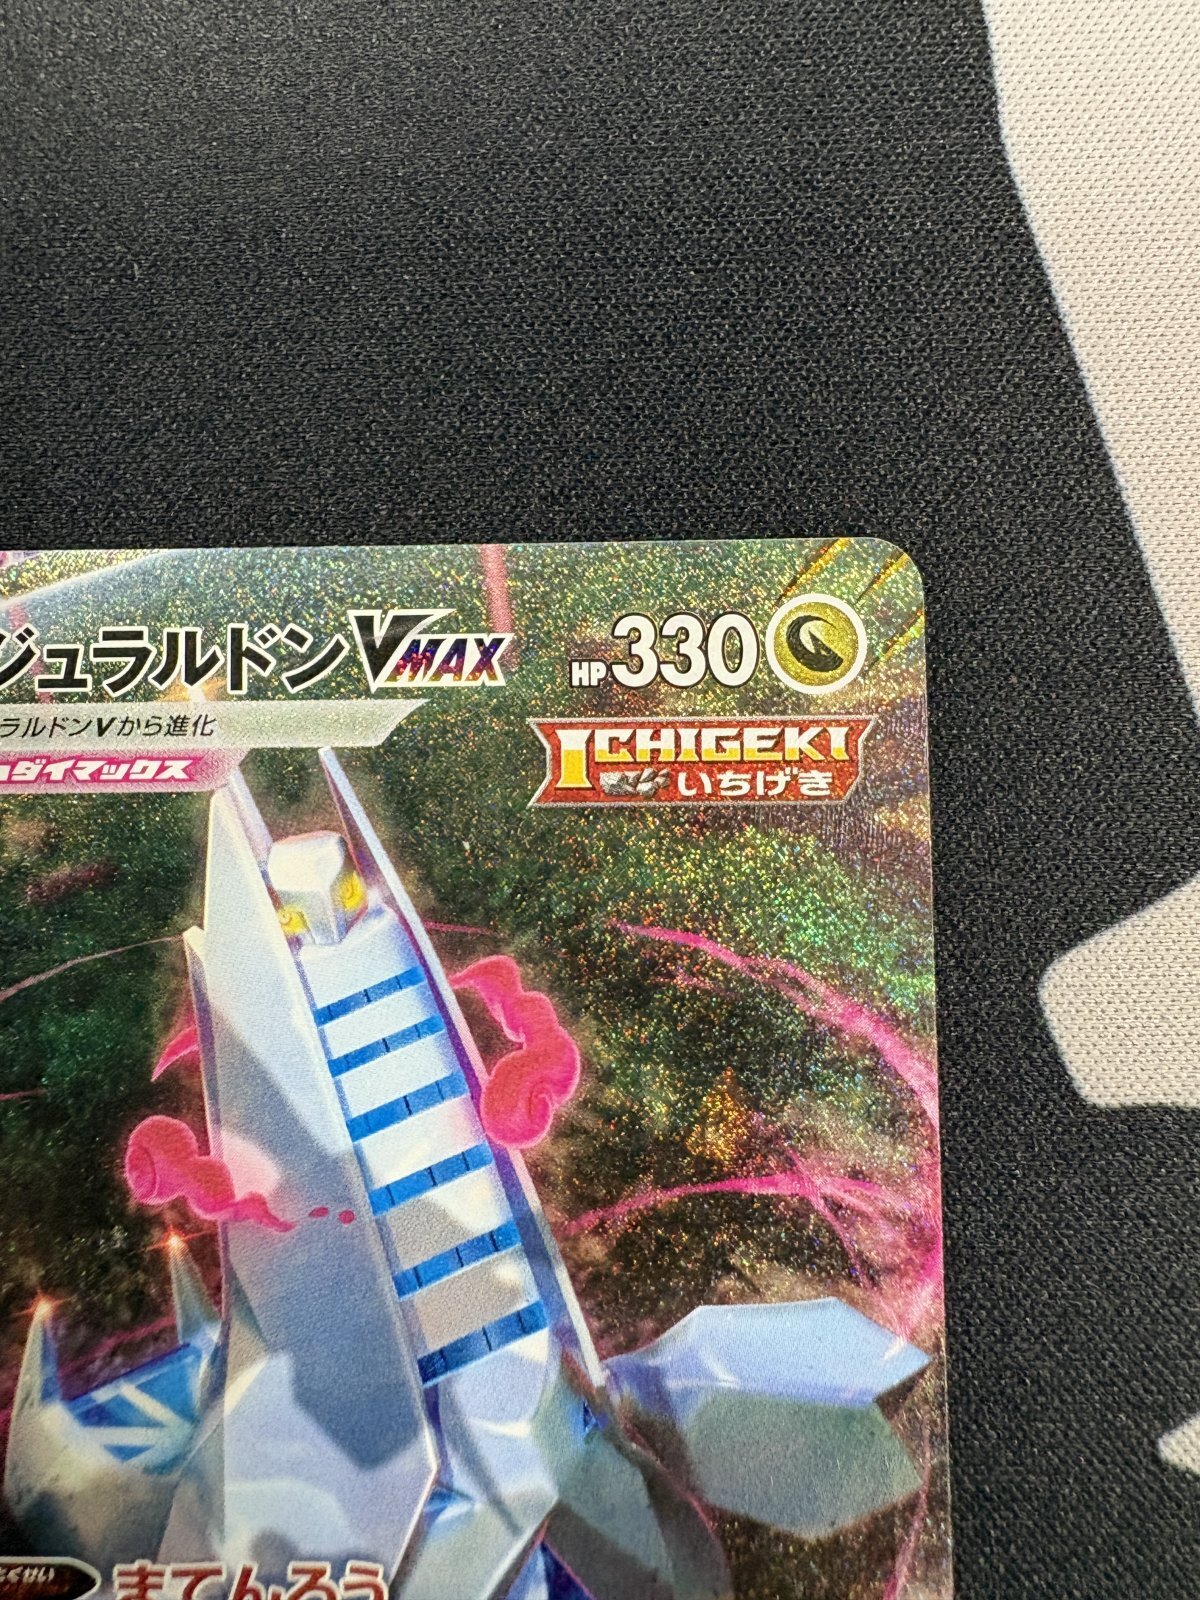 ジュラルドンVMAX HP330
ラルドンVから進化
ダイマックス
ICHIGEKI
いちげき
まてんろう